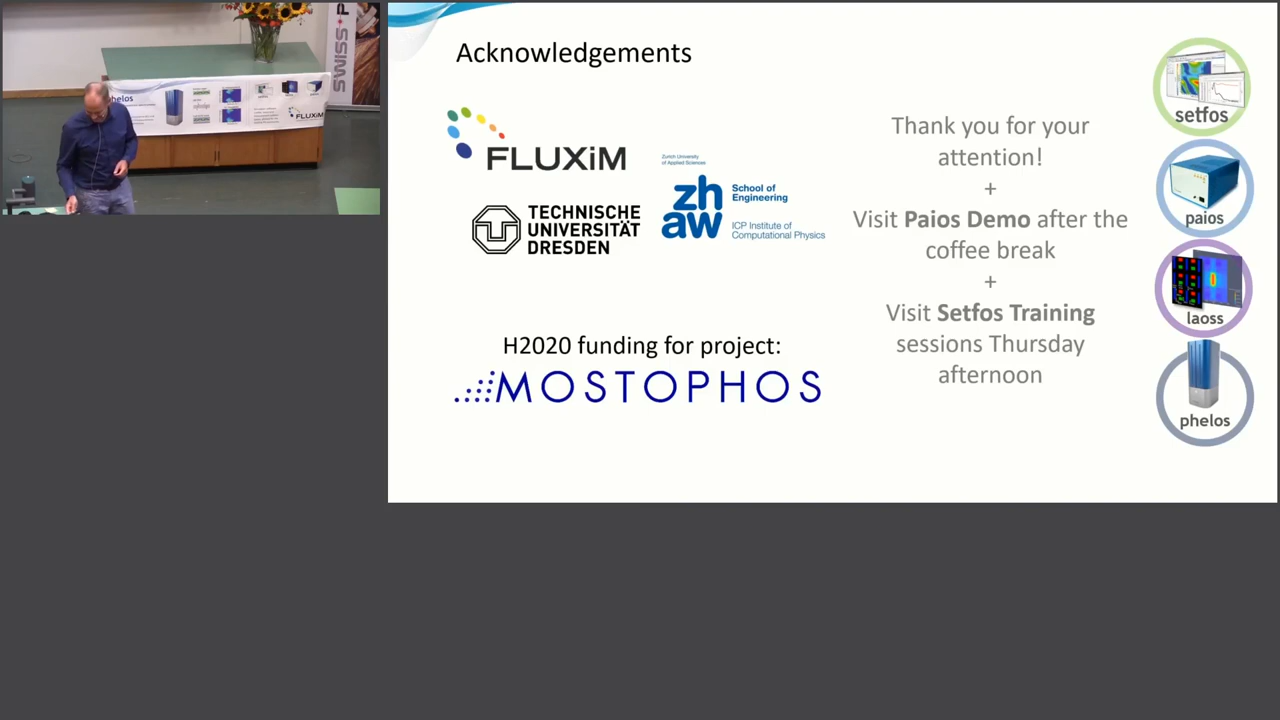 Acknowledgements
FLUXiM
TECHNISCHE
UNIVERSITÄT
DRESDEN
Zurich University
of Applied Sciences
zh
aw
School of
Engineering
ICP Institute of
Computational Physics
H2020 funding for project:
MOSTOPHOS
Thank you for your
attention!
+
Visit Paios Demo after the
coffee break
+
Visit Setfos Training
sessions Thursday
afternoon
setfos
paios
laoss
phelos
SWISS-P
FLUXiM